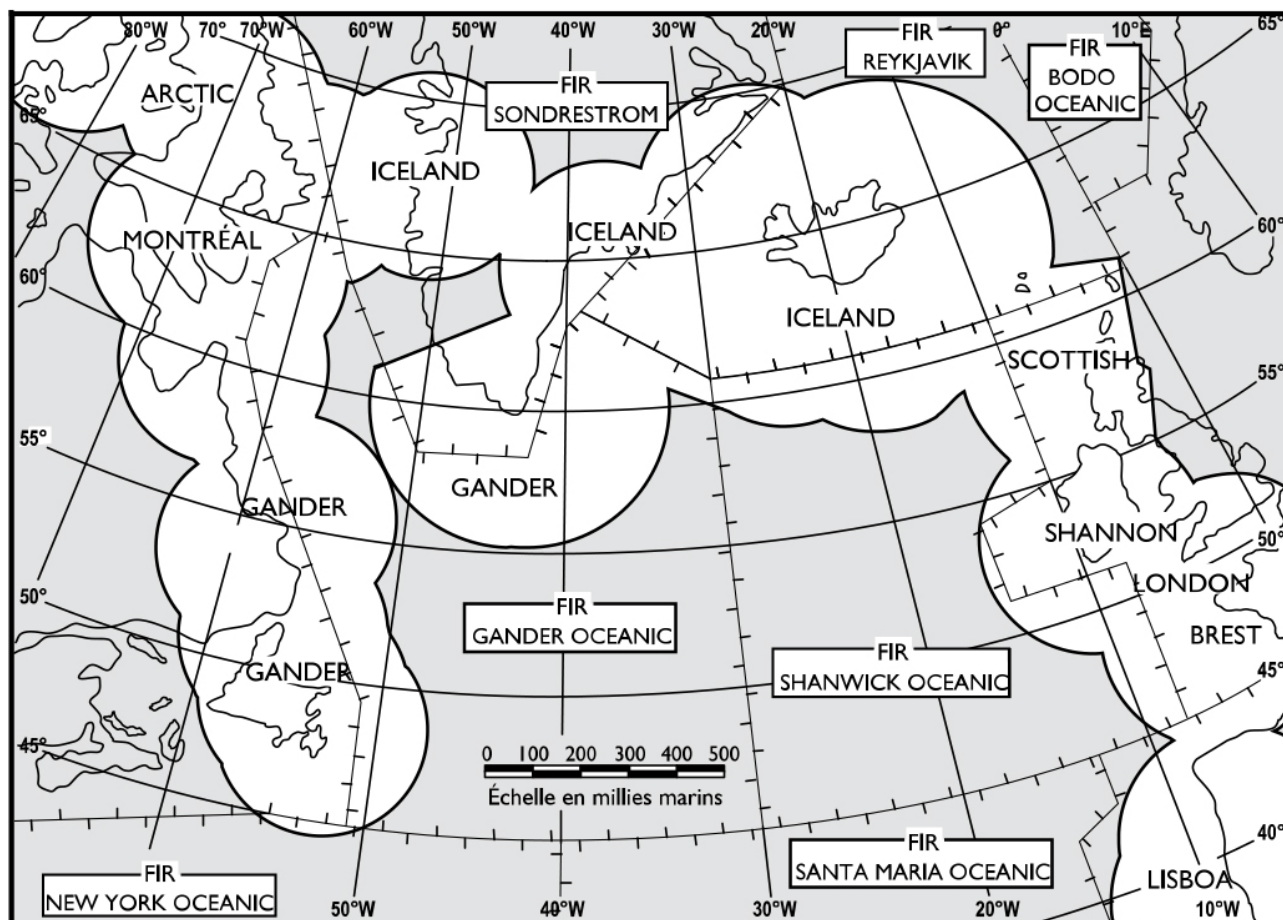 80°W 70° 70°W 60°W 50°W 40°W 30°W 20°W 0° 10°E 65°
FIR
REYKJAVIK
FIR
BODO
OCEANIC
FIR
SONDRESTROM
ARCTIC
65°
ICELAND
ICELAND
MONTRÉAL
60°
60°
ICELAND
SCOTTISH
55°
55°
GANDER
GANDER
SHANNON
50°
LONDON
50°
FIR
GANDER OCEANIC
BREST
GANDER
FIR
SHANWICK OCEANIC
45°
45°
0 100 200 300 400 500
Échelle en millies marins
40°
FIR
SANTA MARIA OCEANIC
FIR
NEW YORK OCEANIC
LISBOA
50°W 40°W 30°W 20°W 10°W